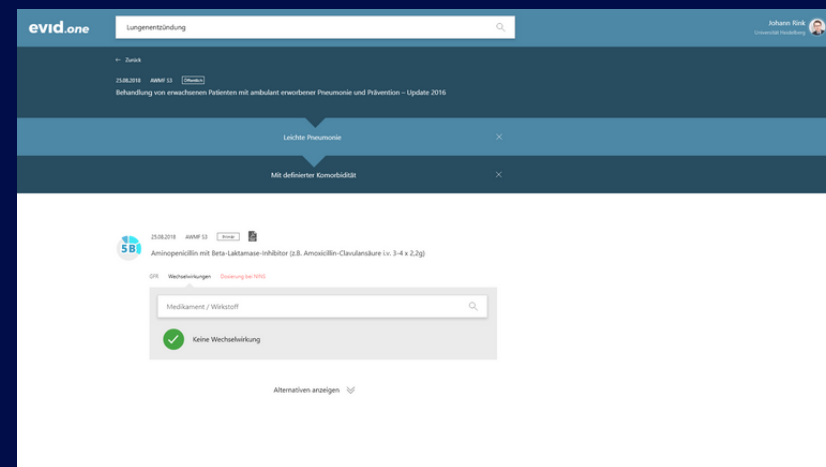 evid.one
Lungenentzündung
Johann Rink
Universität Heidelberg
← Zurück
25.08.2018 AWMF S3 Öffentlich
Behandlung von erwachsenen Patienten mit ambulant erworbener Pneumonie und Prävention – Update 2016
Leichte Pneumonie
Mit definierter Komorbidität
25.08.2018 AWMF S3
5B
Aminopenicillin mit Beta-Laktamase-Inhibitor (z.B. Amoxicillin-Clavulansäure i.v. 3-4 x 2,2g)
GFR Wechselwirkungen Dosierung bei NINS
Medikament / Wirkstoff
Keine Wechselwirkung
Alternativen anzeigen